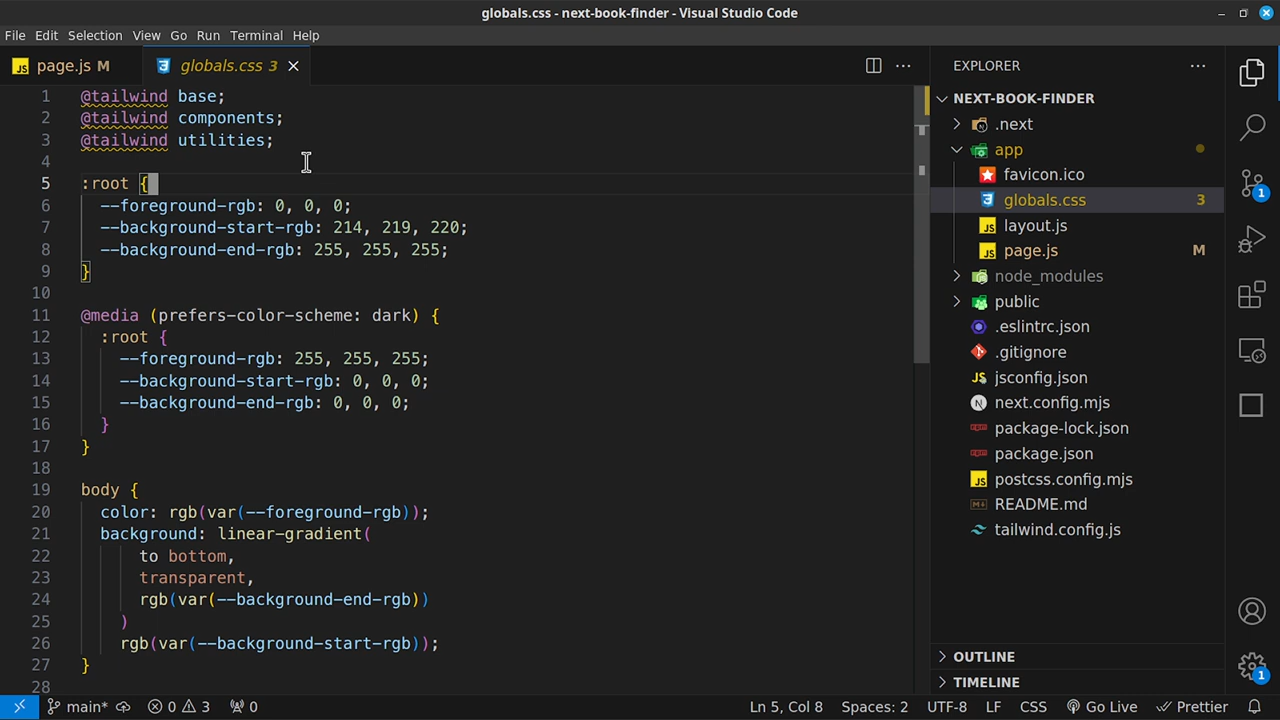 globals.css - next-book-finder - Visual Studio Code
File Edit Selection View Go Run Terminal Help
JS page.js M
globals.css 3
EXPLORER
1 @tailwind base;
2 @tailwind components;
3 @tailwind utilities;
4
5 :root {
6 --foreground-rgb: 0, 0, 0;
7 --background-start-rgb: 214, 219, 220;
8 --background-end-rgb: 255, 255, 255;
9 }
10
11 @media (prefers-color-scheme: dark) {
12 :root {
13 --foreground-rgb: 255, 255, 255;
14 --background-start-rgb: 0, 0, 0;
15 --background-end-rgb: 0, 0, 0;
16 }
17 }
18
19 body {
20 color: rgb(var(--foreground-rgb));
21 background: linear-gradient(
22 to bottom,
23 transparent,
24 rgb(var(--background-end-rgb))
25 )
26 rgb(var(--background-start-rgb));
27 }
28
NEXT-BOOK-FINDER
.next
app
favicon.ico
globals.css 3
JS layout.js
JS page.js M
node_modules
public
.eslintrc.json
.gitignore
JS jsconfig.json
N next.config.mjs
package-lock.json
package.json
JS postcss.config.mjs
README.md
tailwind.config.js
OUTLINE
TIMELINE
1
1
main* 0 3 0
Ln 5, Col 8 Spaces: 2 UTF-8 LF CSS Go Live Prettier